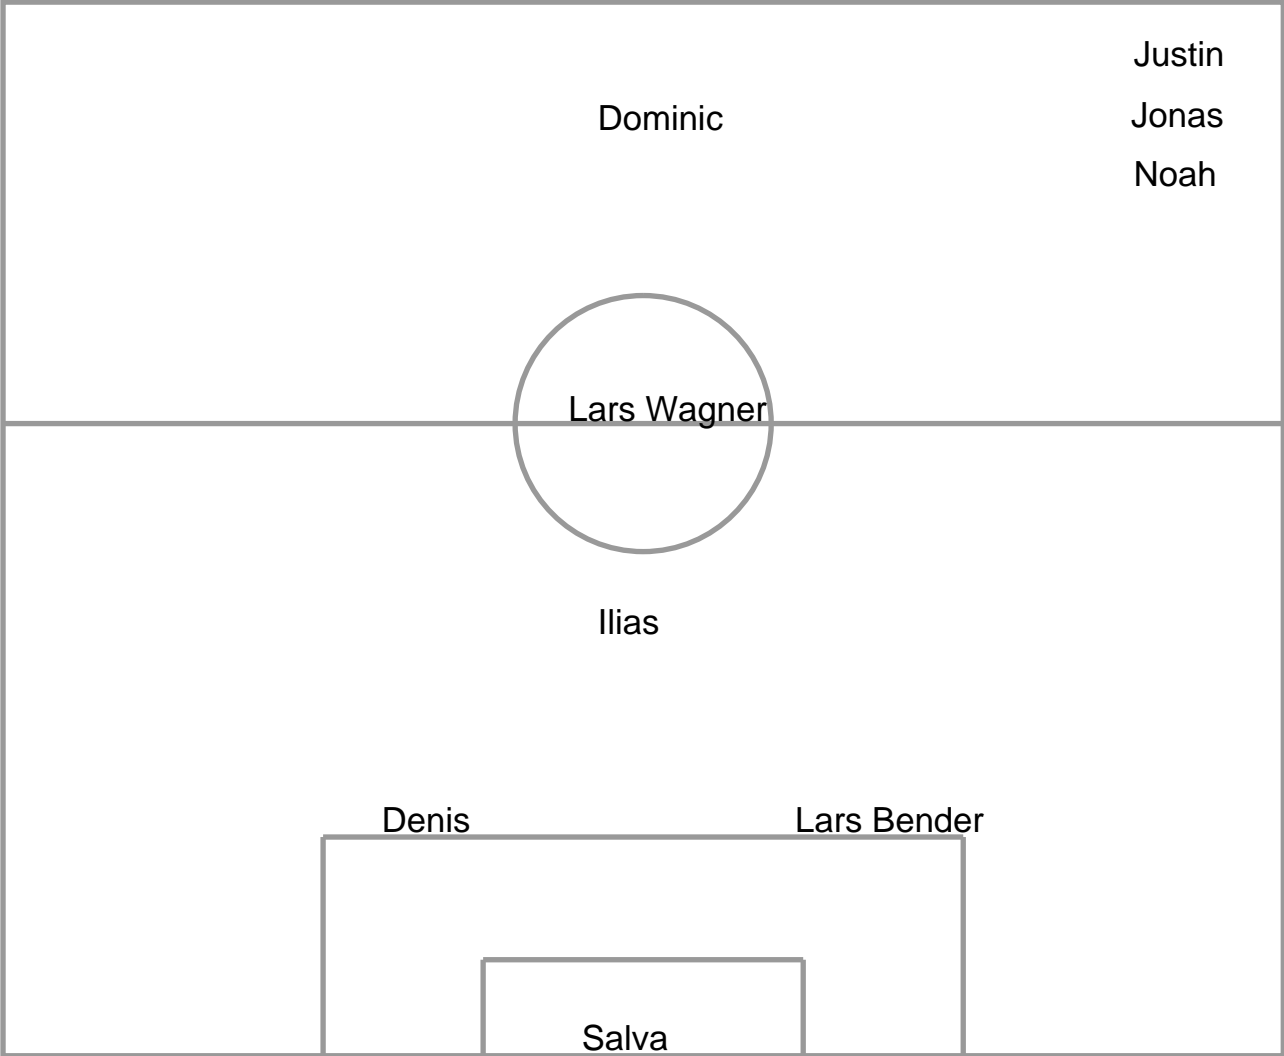 Justin
Dominic
Jonas
Noah
Lars Wagner
Ilias
Denis
Lars Bender
Salva